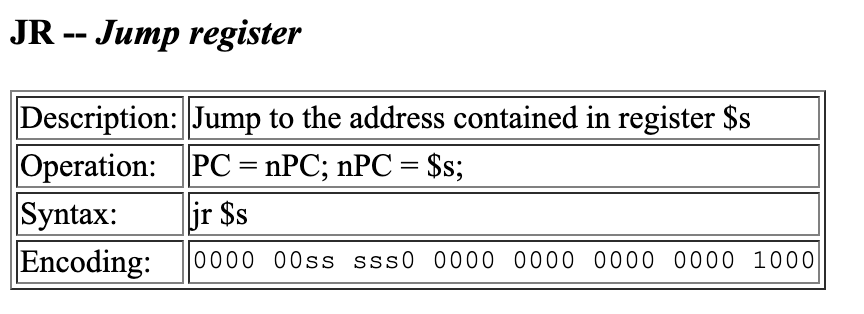 JR -- Jump register
Description: Jump to the address contained in register $s
Operation: PC = nPC; nPC = $s;
Syntax: jr $s
Encoding: 0000 00ss sss0 0000 0000 0000 0000 1000